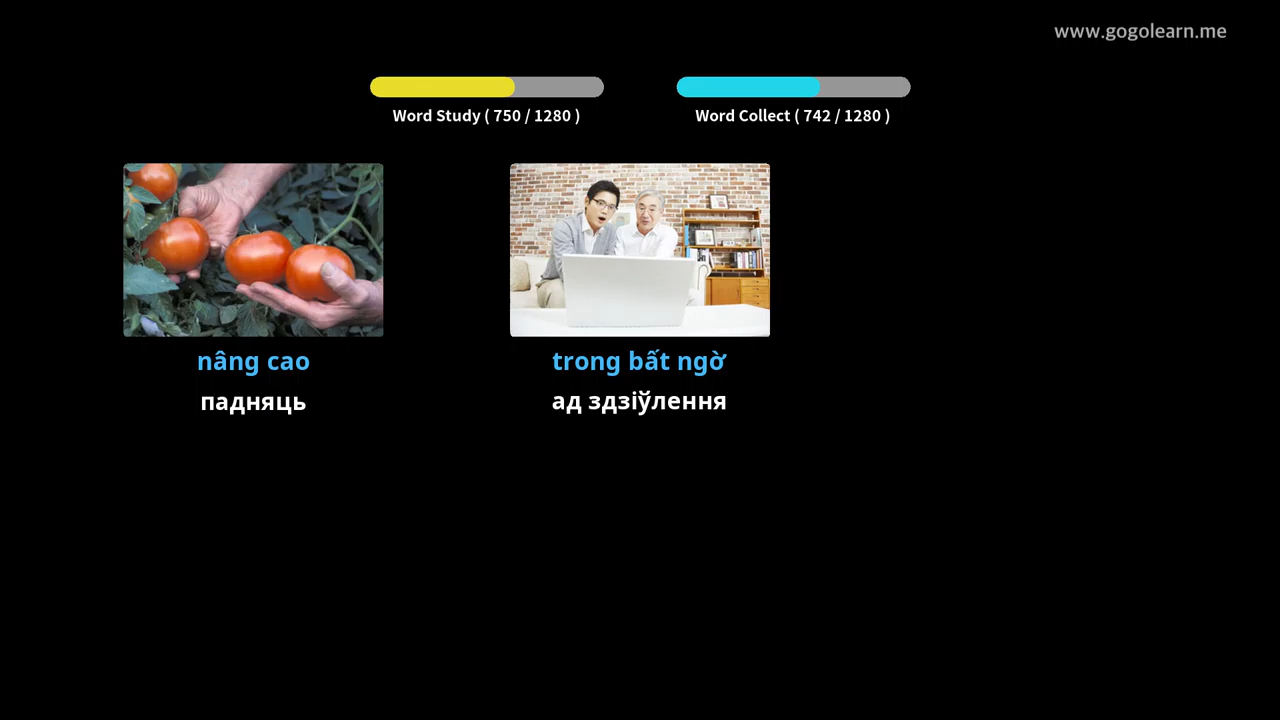 www.gogolearn.me
Word Study ( 750 / 1280 )
Word Collect ( 742 / 1280 )
nâng cao
падняць
trong bất ngờ
ад здзіўлення